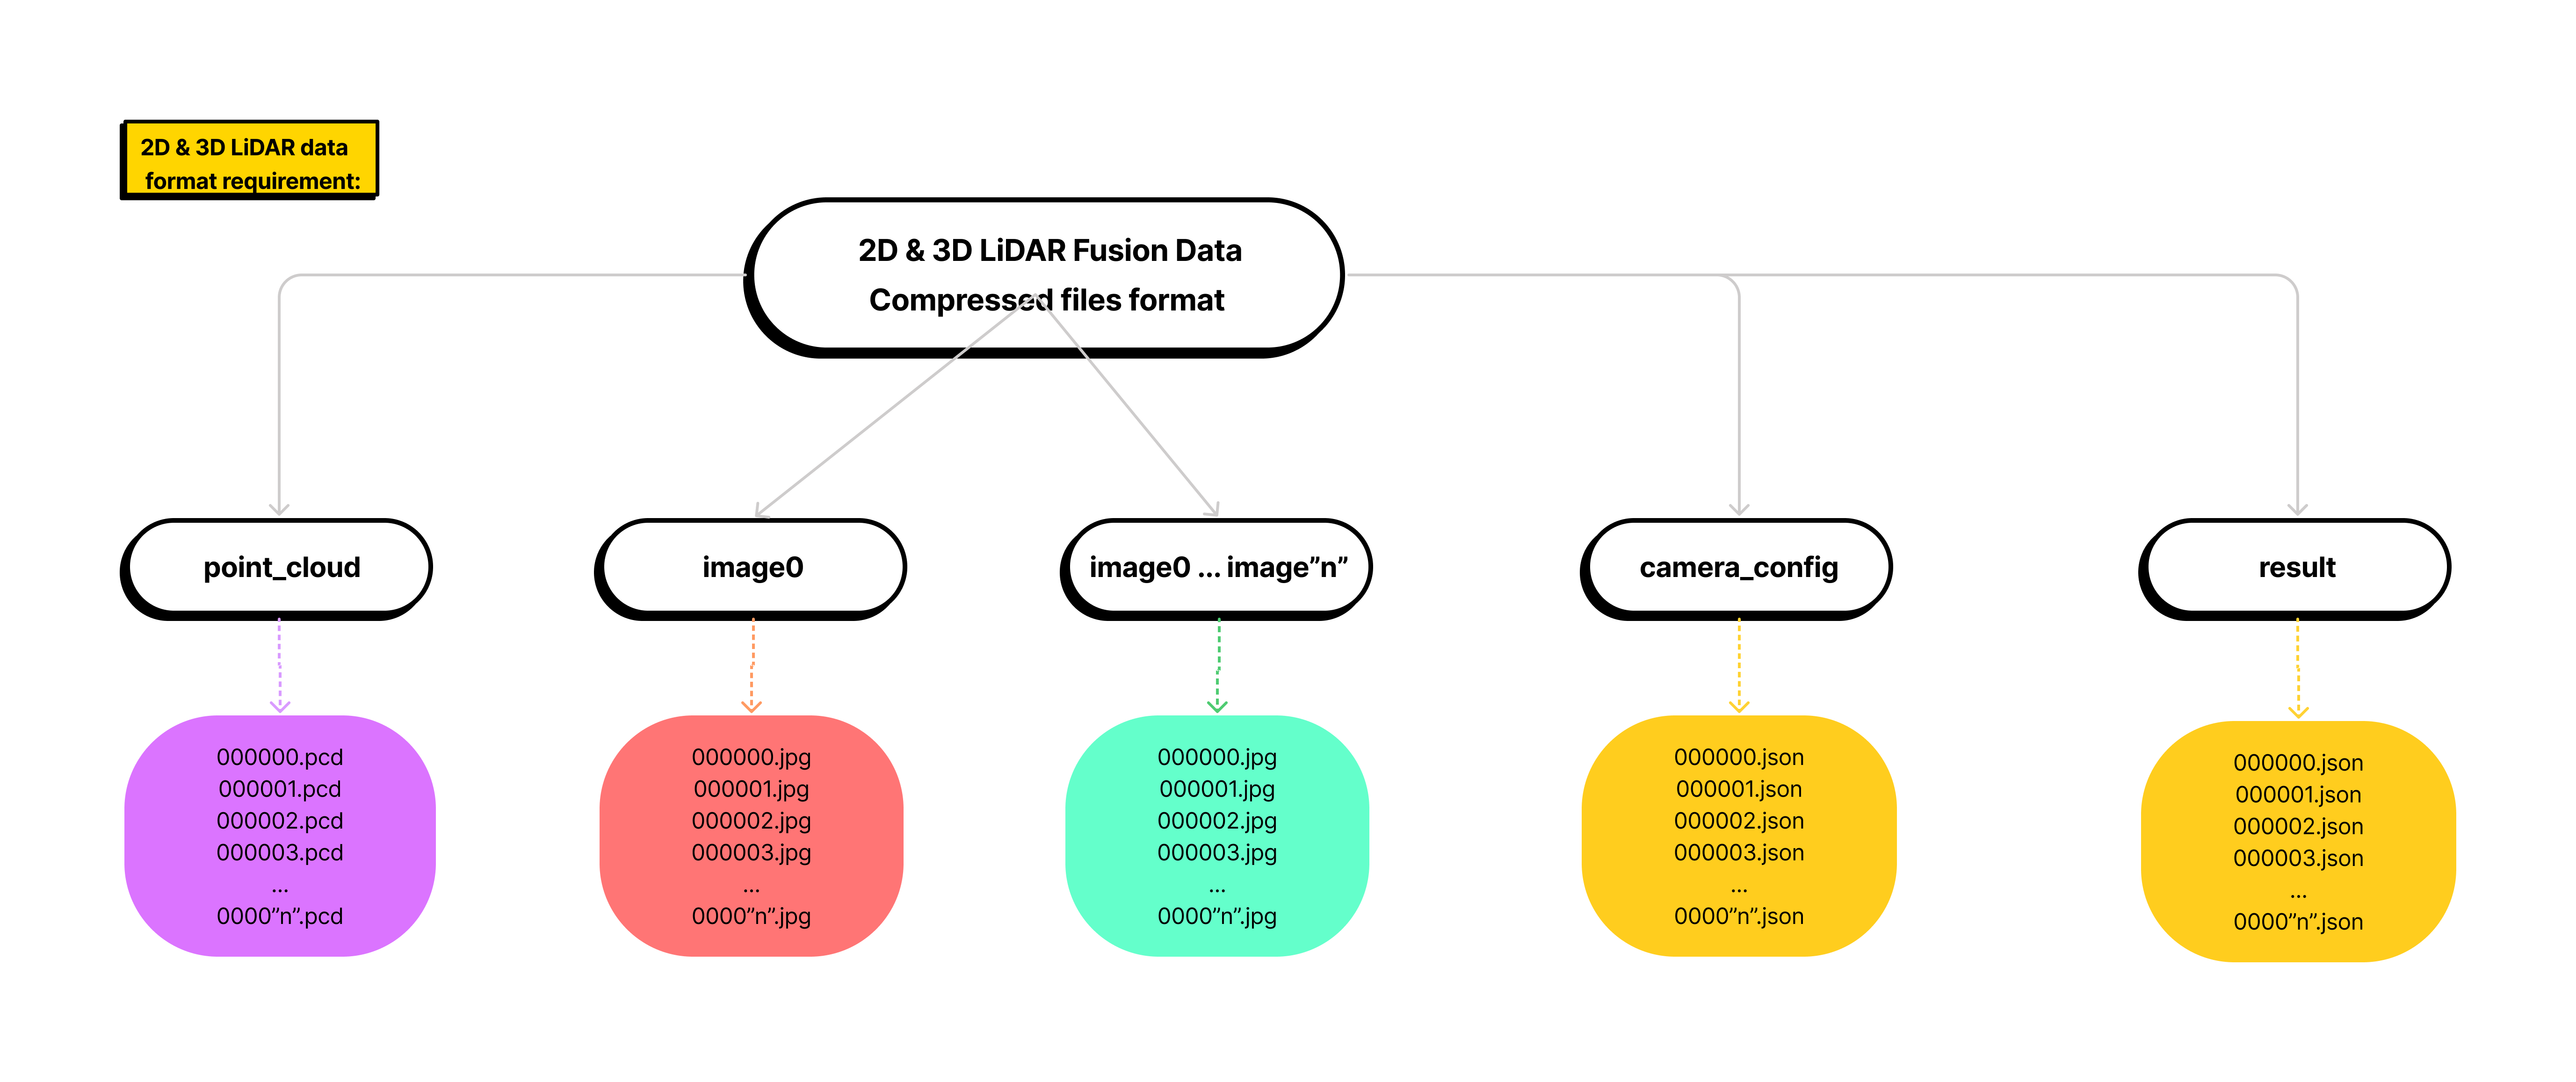 2D & 3D LiDAR data
format requirement:
2D & 3D LiDAR Fusion Data
Compressed files format
point_cloud
image0
image0 ... image”n”
camera_config
result
000000.pcd
000001.pcd
000002.pcd
000003.pcd
...
0000”n”.pcd
000000.jpg
000001.jpg
000002.jpg
000003.jpg
...
0000”n”.jpg
000000.jpg
000001.jpg
000002.jpg
000003.jpg
...
0000”n”.jpg
000000.json
000001.json
000002.json
000003.json
...
0000”n”.json
000000.json
000001.json
000002.json
000003.json
...
0000”n”.json